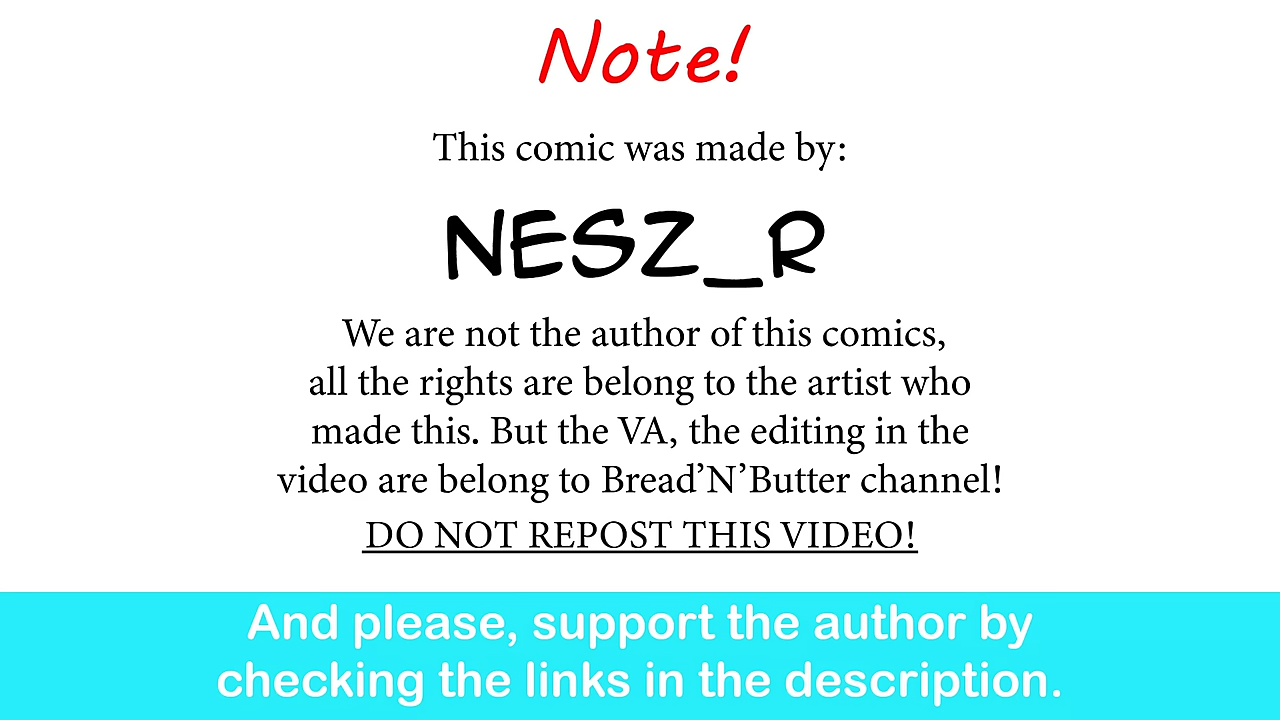 Note!
This comic was made by:
NESZ_R
We are not the author of this comics,
all the rights are belong to the artist who
made this. But the VA, the editing in the
video are belong to Bread’N’Butter channel!
DO NOT REPOST THIS VIDEO!
And please, support the author by
checking the links in the description.